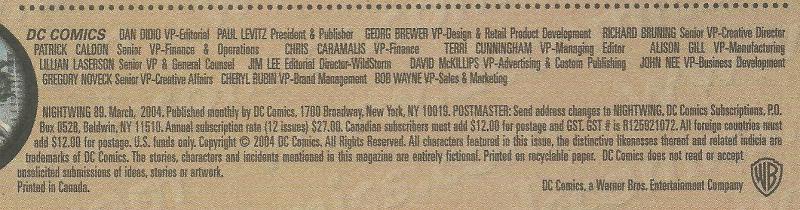 DC COMICS DAN DIDIO VP-Editorial PAUL LEVITZ President & Publisher GEORG BREWER VP-Design & Retail Product Development RICHARD BRUNING Senior VP-Creative Director
PATRICK CALDON Senior VP-Finance & Operations CHRIS CARAMALIS VP-Finance TERRI CUNNINGHAM VP-Managing Editor ALISON GILL VP-Manufacturing
LILLIAN LASERSON Senior VP & General Counsel JIM LEE Editorial Director-WildStorm DAVID McKILLIPS VP-Advertising & Custom Publishing JOHN NEE VP-Business Development
GREGORY NOVECK Senior VP-Creative Affairs CHERYL RUBIN VP-Brand Management BOB WAYNE VP-Sales & Marketing
NIGHTWING 89. March, 2004. Published monthly by DC Comics, 1700 Broadway, New York, NY 10019. POSTMASTER: Send address changes to NIGHTWING, DC Comics Subscriptions, P.O.
Box 0528, Baldwin, NY 11510. Annual subscription rate (12 issues) $27.00. Canadian subscribers must add $12.00 for postage and GST. GST # is R125921072. All foreign countries must
add $12.00 for postage. U.S. funds only. Copyright © 2004 DC Comics. All Rights Reserved. All characters featured in this issue, the distinctive likenesses thereof and related indicia are
trademarks of DC Comics. The stories, characters and incidents mentioned in this magazine are entirely fictional. Printed on recyclable paper. DC Comics does not read or accept
unsolicited submissions of ideas, stories or artwork.
Printed in Canada.
DC Comics, a Warner Bros. Entertainment Company
WB